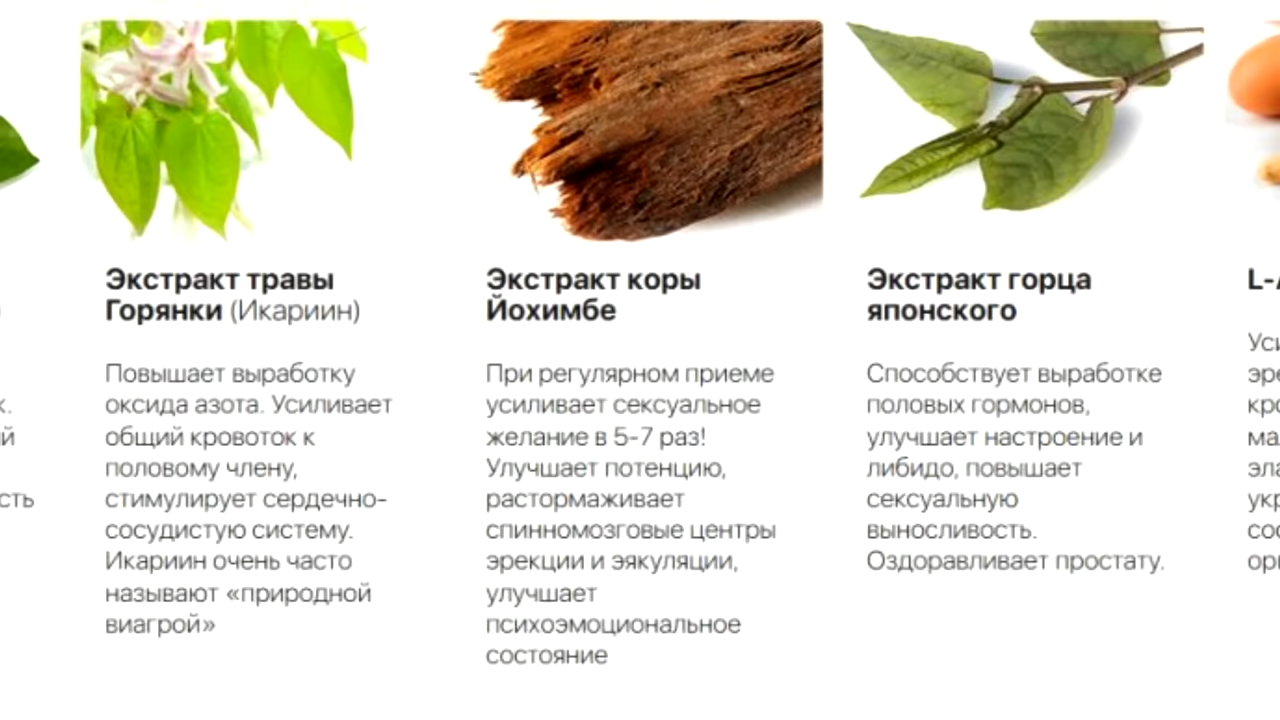 Экстракт травы
Горянки (Икариин)
Повышает выработку
оксида азота. Усиливает
общий кровоток к
половому члену,
стимулирует сердечно-
сосудистую систему.
Икариин очень часто
называют «природной
виагрой»
Экстракт коры
Йохимбе
При регулярном приеме
усиливает сексуальное
желание в 5-7 раз!
Улучшает потенцию,
растормаживает
спинномозговые центры
эрекции и эякуляции,
улучшает
психоэмоциональное
состояние
Экстракт горца
японского
Способствует выработке
половых гормонов,
улучшает настроение и
либидо, повышает
сексуальную
выносливость.
Оздоравливает простату.